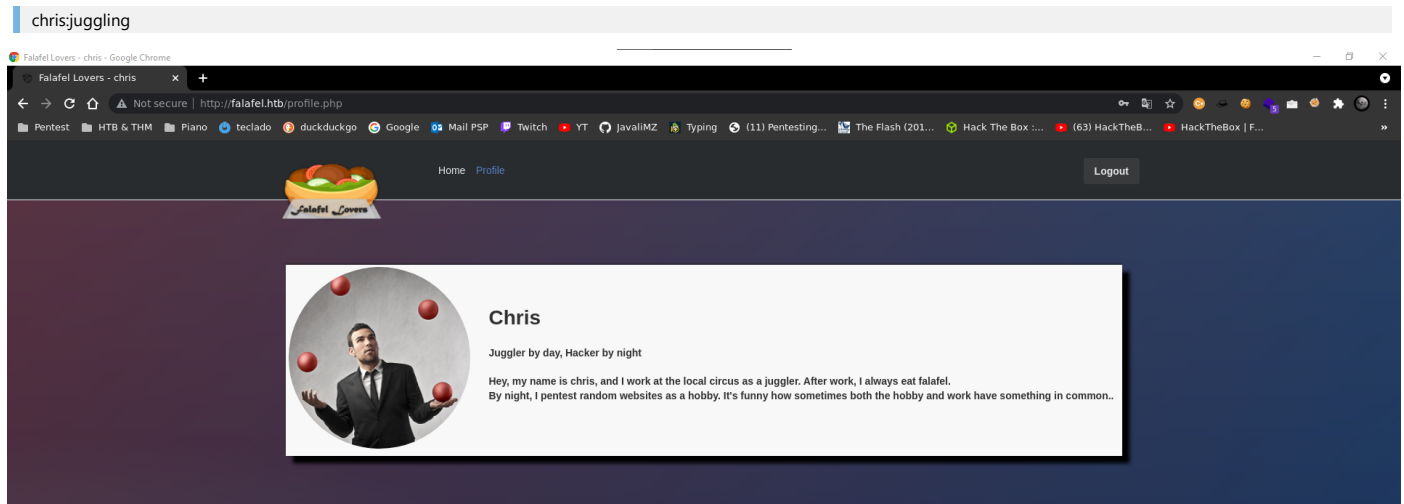 chris:juggling
Falafel Lovers - chris - Google Chrome
Falafel Lovers - chris
Not secure | http://falafel.htb/profile.php
5
Pentest HTB & THM Piano teclado duckduckgo Google Mail PSP Twitch YT JavaliMZ Typing (11) Pentesting... The Flash (201... Hack The Box :... (63) HackTheB... HackTheBox | F... »
Home Profile Logout
Falafel Lovers
Chris
Juggler by day, Hacker by night
Hey, my name is chris, and I work at the local circus as a juggler. After work, I always eat falafel.
By night, I pentest random websites as a hobby. It's funny how sometimes both the hobby and work have something in common..